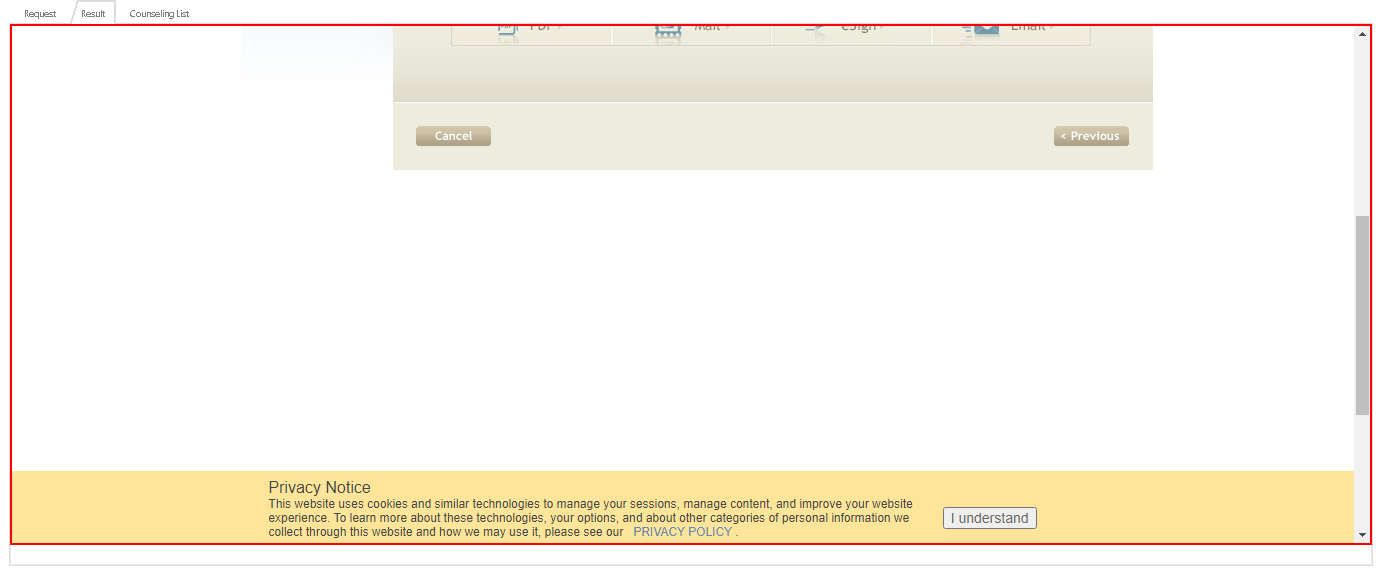 Request Result Counseling List
PDF Mail eSign Email
Cancel < Previous
Privacy Notice
This website uses cookies and similar technologies to manage your sessions, manage content, and improve your website
experience. To learn more about these technologies, your options, and about other categories of personal information we
collect through this website and how we may use it, please see our PRIVACY POLICY .
I understand